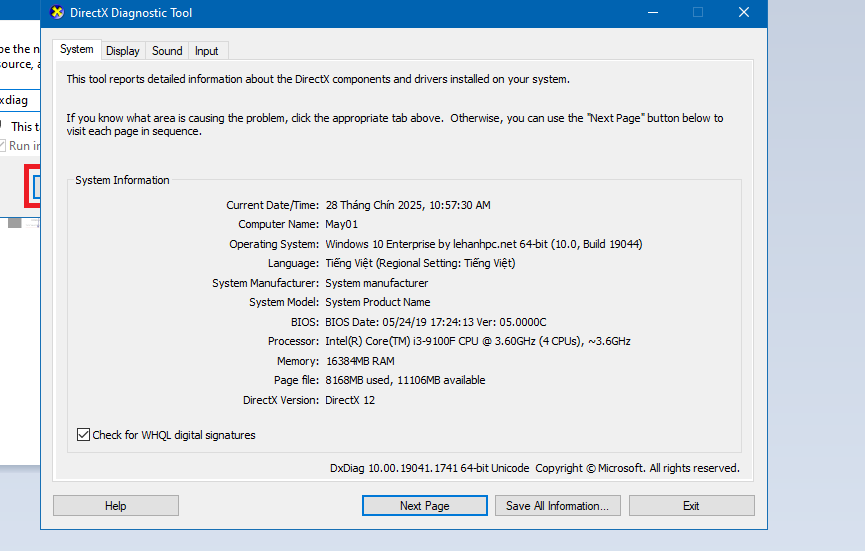 DirectX Diagnostic Tool
System Display Sound Input
This tool reports detailed information about the DirectX components and drivers installed on your system.
If you know what area is causing the problem, click the appropriate tab above. Otherwise, you can use the "Next Page" button below to
visit each page in sequence.
System Information
Current Date/Time: 28 Tháng Chín 2025, 10:57:30 AM
Computer Name: May01
Operating System: Windows 10 Enterprise by lehanhpc.net 64-bit (10.0, Build 19044)
Language: Tiếng Việt (Regional Setting: Tiếng Việt)
System Manufacturer: System manufacturer
System Model: System Product Name
BIOS: BIOS Date: 05/24/19 17:24:13 Ver: 05.0000C
Processor: Intel(R) Core(TM) i3-9100F CPU @ 3.60GHz (4 CPUs), ~3.6GHz
Memory: 16384MB RAM
Page file: 8168MB used, 11106MB available
DirectX Version: DirectX 12
Check for WHQL digital signatures
DxDiag 10.00.19041.1741 64-bit Unicode Copyright © Microsoft. All rights reserved.
Help Next Page Save All Information... Exit
pe the n
ource, a
xdiag
This t
Run in